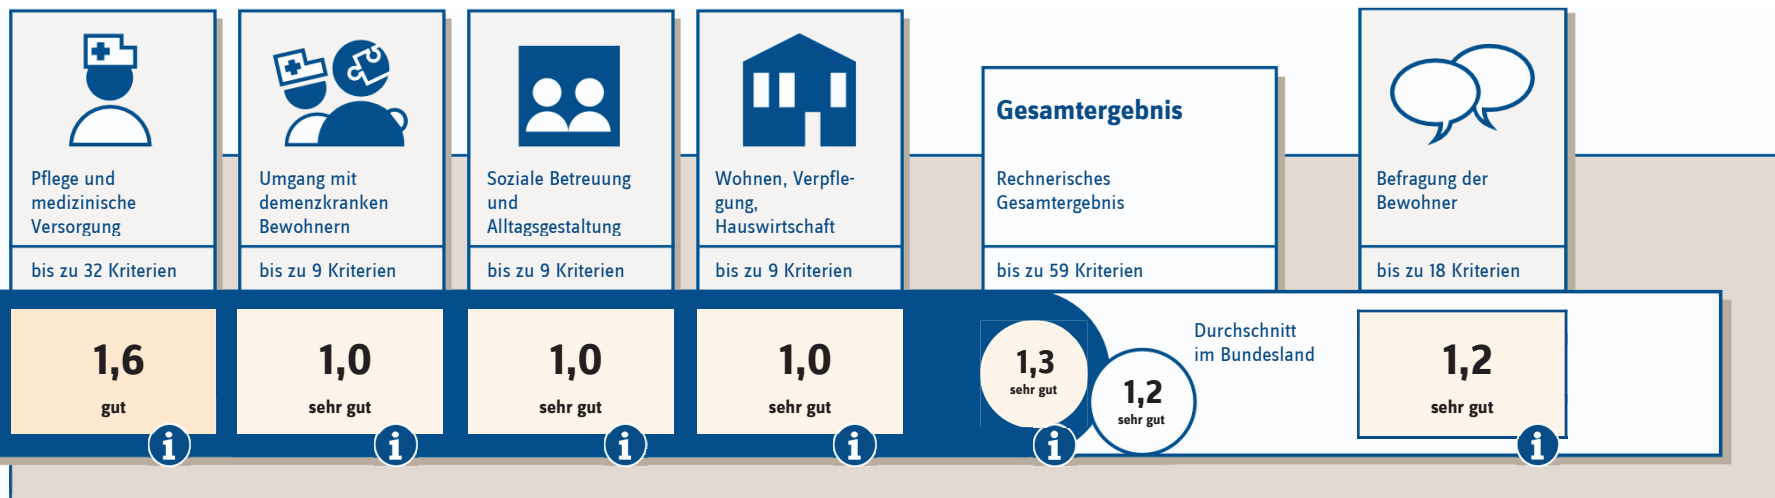 Pflege und
medizinische
Versorgung
bis zu 32 Kriterien
1,6
gut
i
Umgang mit
demenzkranken
Bewohnern
bis zu 9 Kriterien
1,0
sehr gut
i
Soziale Betreuung
und
Alltagsgestaltung
bis zu 9 Kriterien
1,0
sehr gut
i
Wohnen, Verpfle-
gung,
Hauswirtschaft
bis zu 9 Kriterien
1,0
sehr gut
i
Gesamtergebnis
Rechnerisches
Gesamtergebnis
bis zu 59 Kriterien
1,3
sehr gut
i
1,2
sehr gut
Durchschnitt
im Bundesland
Befragung der
Bewohner
bis zu 18 Kriterien
1,2
sehr gut
i